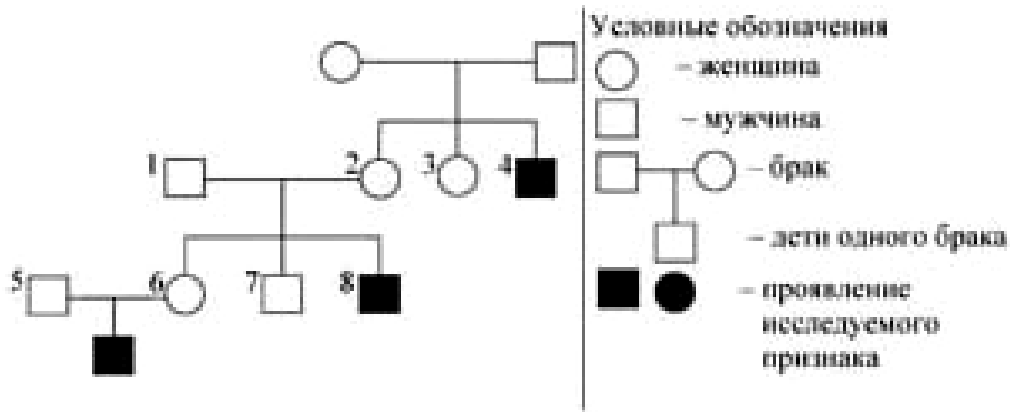 Условные обозначения
– женщина
– мужчина
1
2
3
4
– брак
– дети одного брака
5
6
7
8
– проявление
исследуемого
признака